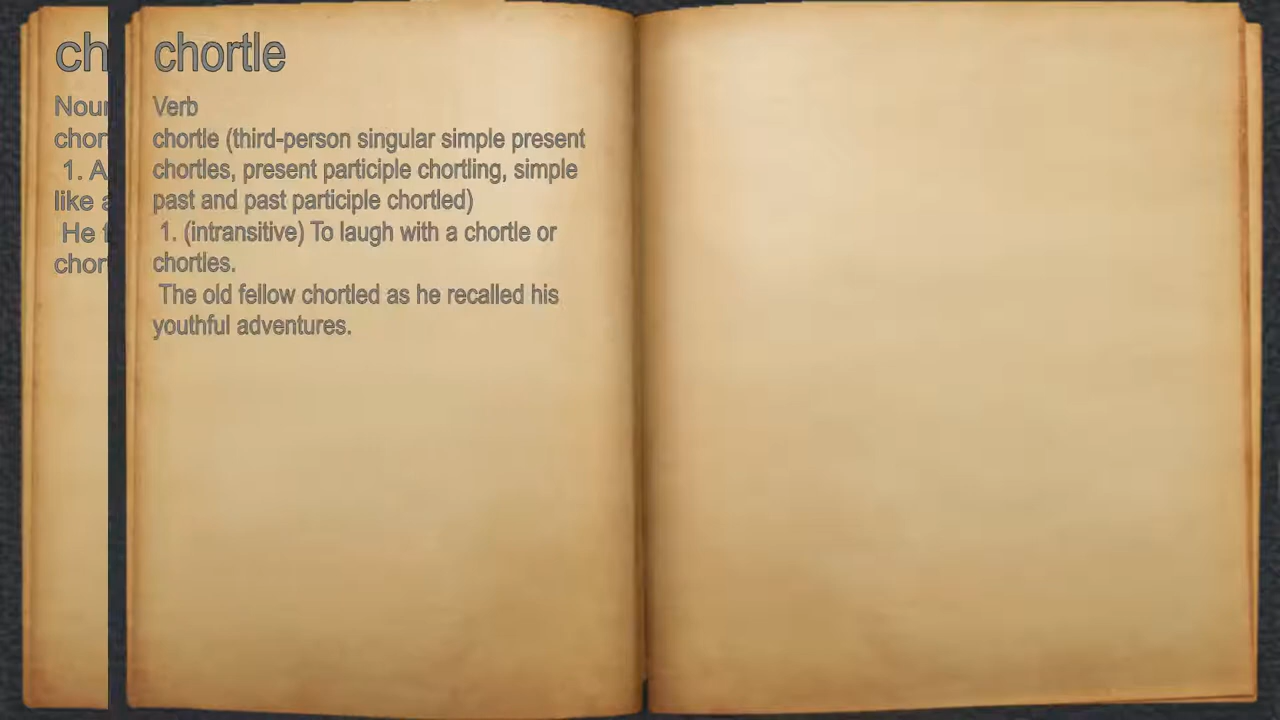 ch
Noun
chor
1. A
like a
He f
chor
chortle
Verb
chortle (third-person singular simple present
chortles, present participle chortling, simple
past and past participle chortled)
1. (intransitive) To laugh with a chortle or
chortles.
The old fellow chortled as he recalled his
youthful adventures.